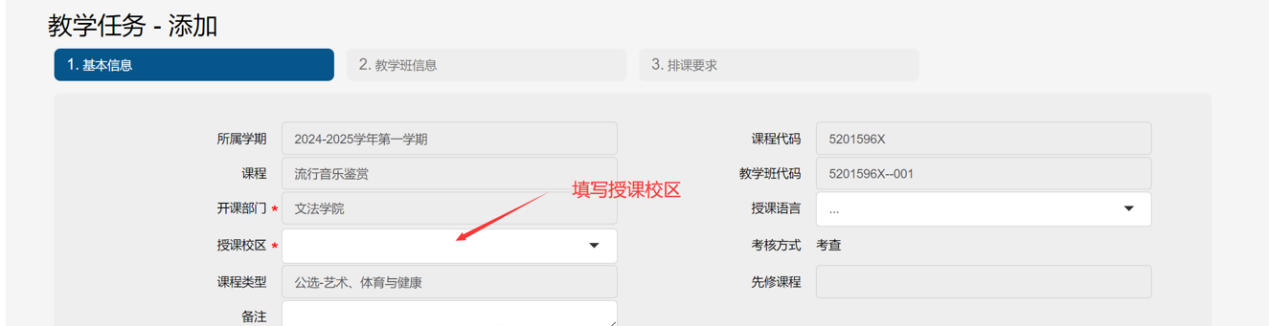 教学任务 - 添加
1. 基本信息 2. 教学班信息 3. 排课要求
所属学期 2024-2025学年第一学期 课程代码 5201596X
课程 流行音乐鉴赏 教学班代码 5201596X--001
填写授课校区
开课部门 * 文法学院 授课语言 ...
授课校区 * 考核方式 考查
课程类型 公选-艺术、体育与健康 先修课程
备注